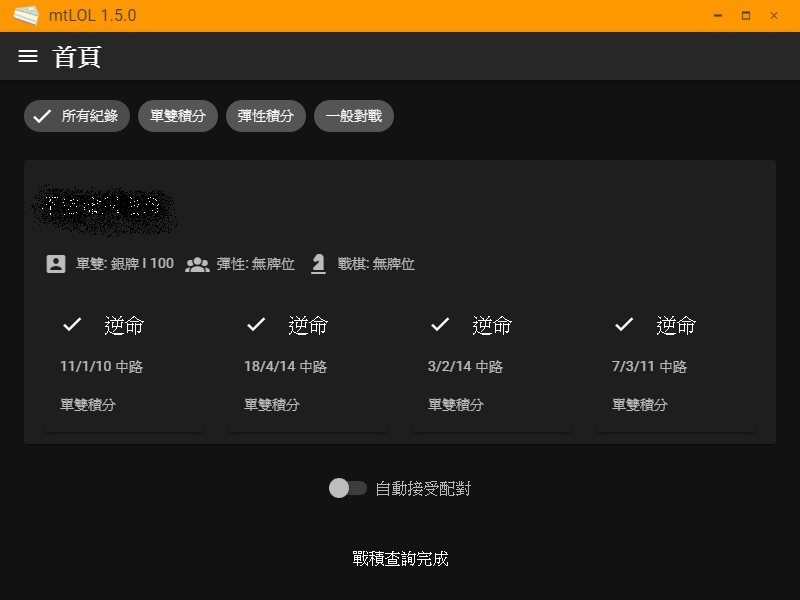 mtLOL 1.5.0
首頁
所有紀錄 單雙積分 彈性積分 一般對戰
單雙: 銀牌 I 100 彈性: 無牌位 戰棋: 無牌位
逆命 逆命 逆命 逆命
11/1/10 中路 18/4/14 中路 3/2/14 中路 7/3/11 中路
單雙積分 單雙積分 單雙積分 單雙積分
自動接受配對
戰積查詢完成